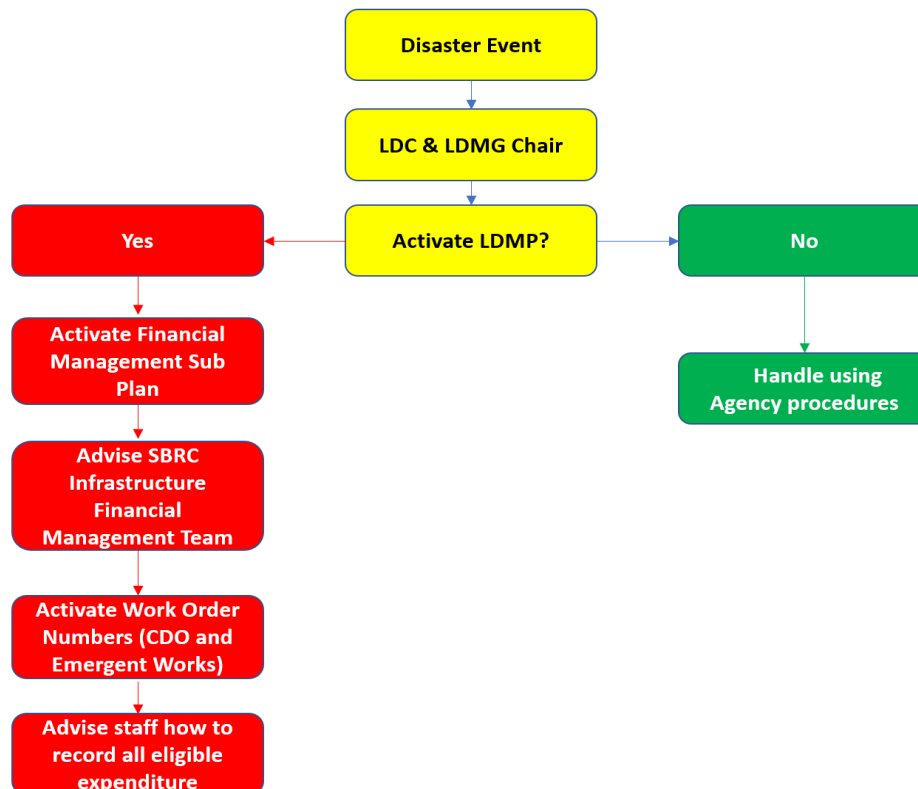 Disaster Event
LDC & LDMG Chair
Activate LDMP?
Yes
No
Activate Financial
Management Sub
Plan
Handle using
Agency procedures
Advise SBRC
Infrastructure
Financial
Management Team
Activate Work Order
Numbers (CDO and
Emergent Works)
Advise staff how to
record all eligible
expenditure